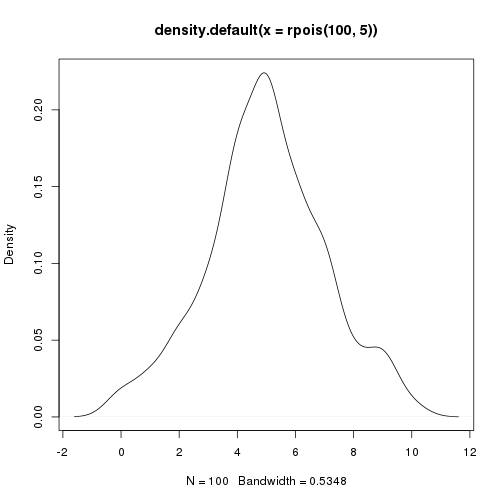 density.default(x = rpois(100, 5))
Density
0.20
0.15
0.10
0.05
0.00
-2 0 2 4 6 8 10 12
N = 100 Bandwidth = 0.5348